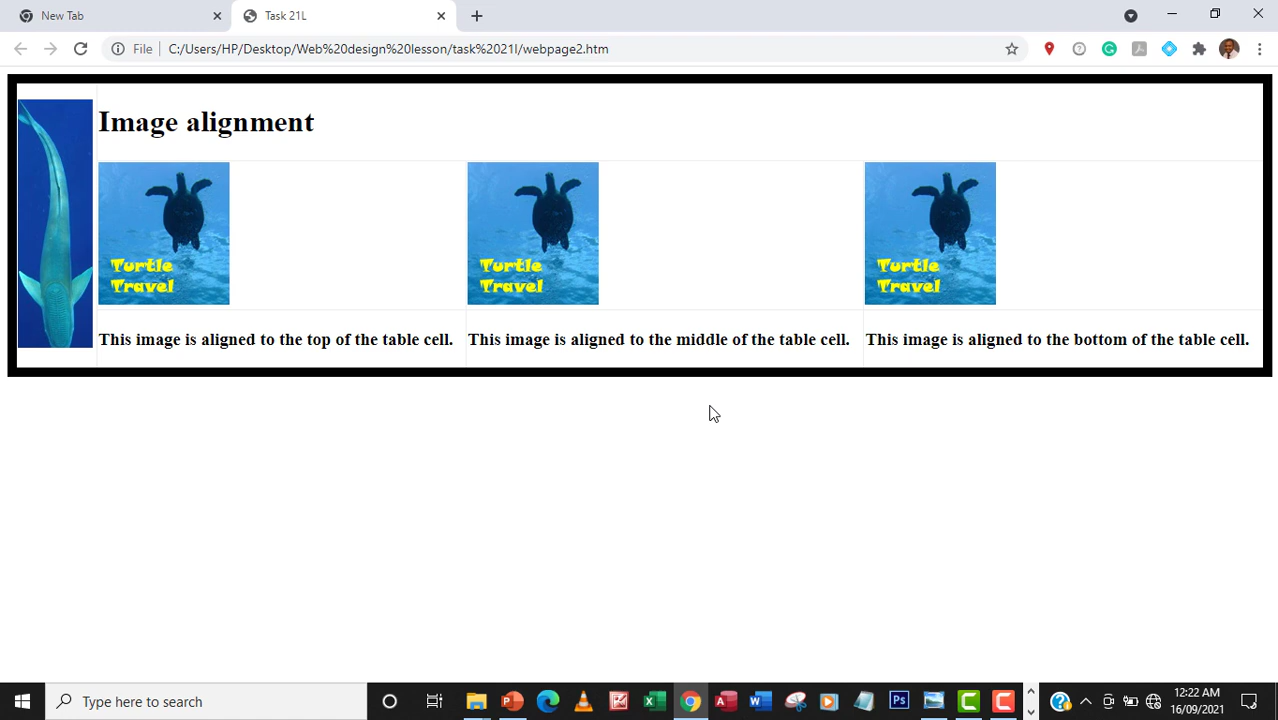 New Tab
Task 21L
File
C:/Users/HP/Desktop/Web%20design%20lesson/task%2021l/webpage2.htm
Image alignment
Turtle
Travel
Turtle
Travel
Turtle
Travel
This image is aligned to the top of the table cell.
This image is aligned to the middle of the table cell.
This image is aligned to the bottom of the table cell.
Type here to search
Ps
12:22 AM
16/09/2021